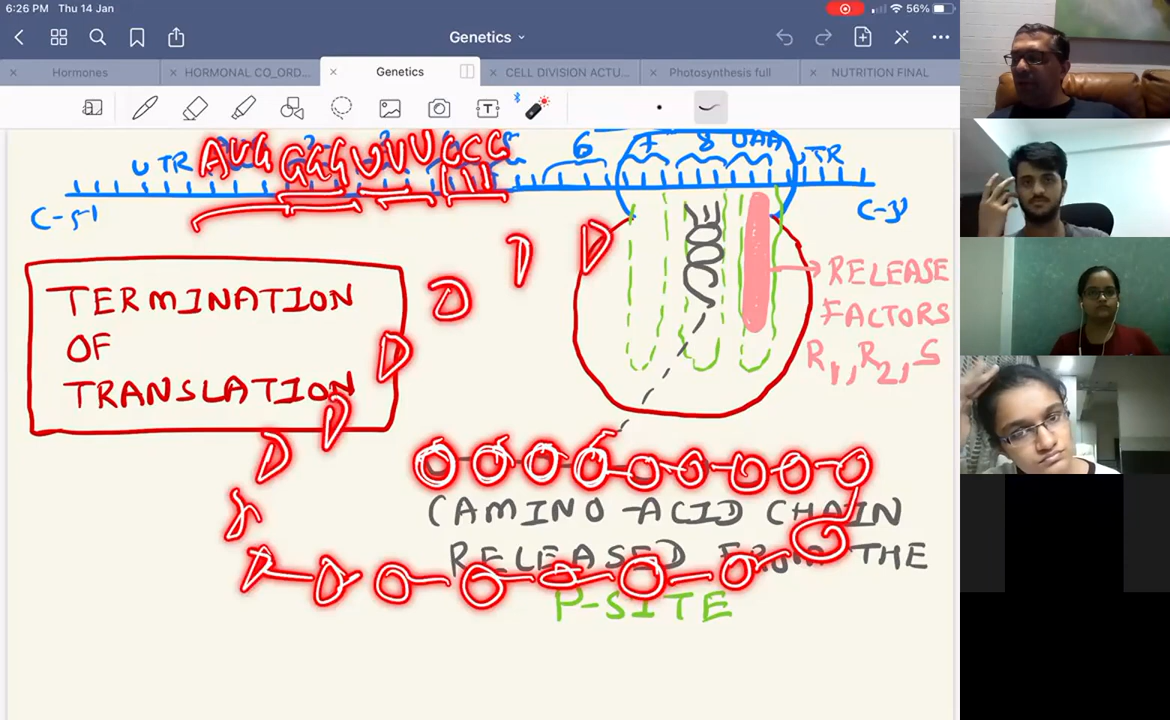 6:26 PM Thu 14 Jan
56%
Genetics
Hormones
HORMONAL CO_ORD...
Genetics
CELL DIVISION ACTU...
Photosynthesis full
NUTRITION FINAL
T
UTR AUG GGG UUU CCC 6 7 8 UAA UTR
C-5'
C-3'
TERMINATION
OF
TRANSLATION
RELEASE
FACTORS
R1, R2, S
(AMINO-ACID CHAIN
RELEASED FROM THE
P-SITE